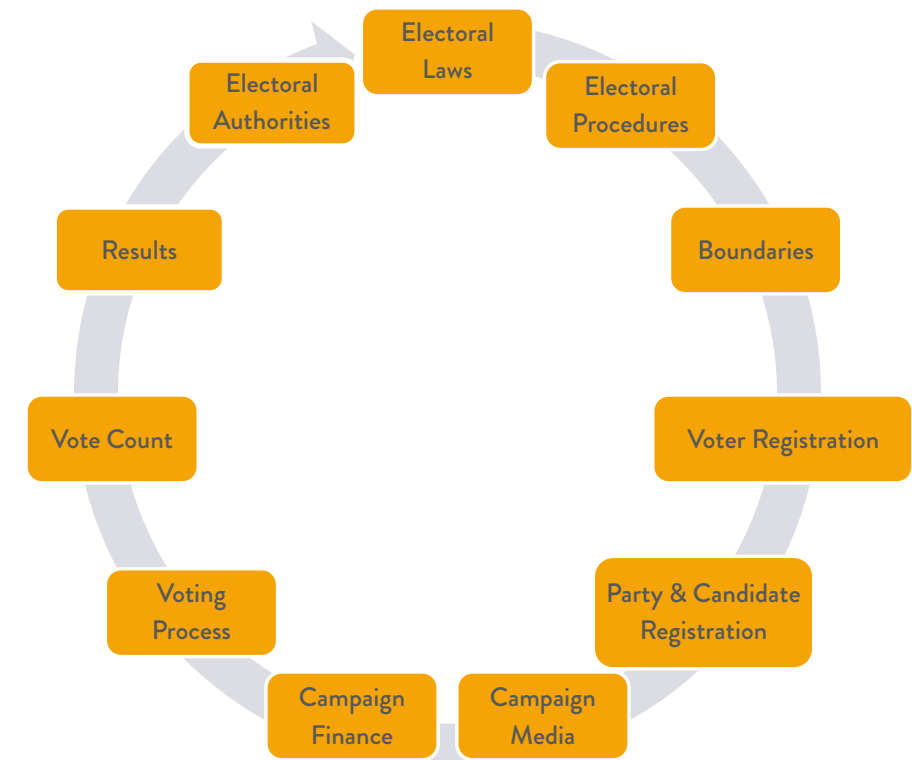 Electoral
Laws
Electoral
Procedures
Boundaries
Voter Registration
Party & Candidate
Registration
Campaign
Media
Campaign
Finance
Voting
Process
Vote Count
Results
Electoral
Authorities